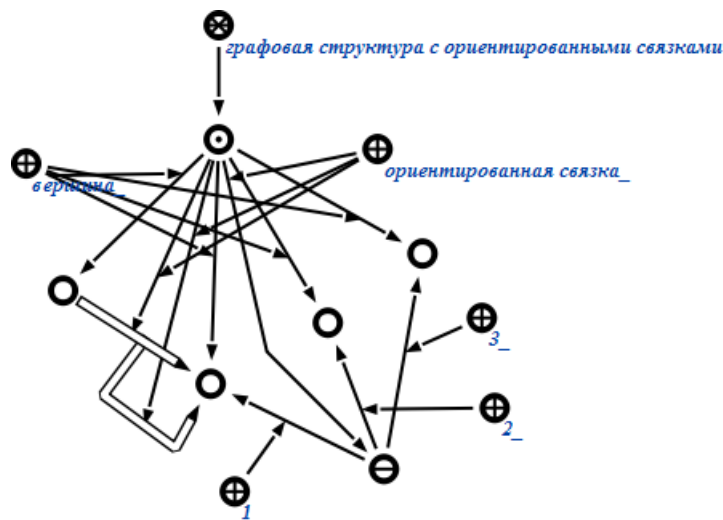 графовая структура с ориентированными связками
вершина_
ориентированная связка_
3_
2_
1